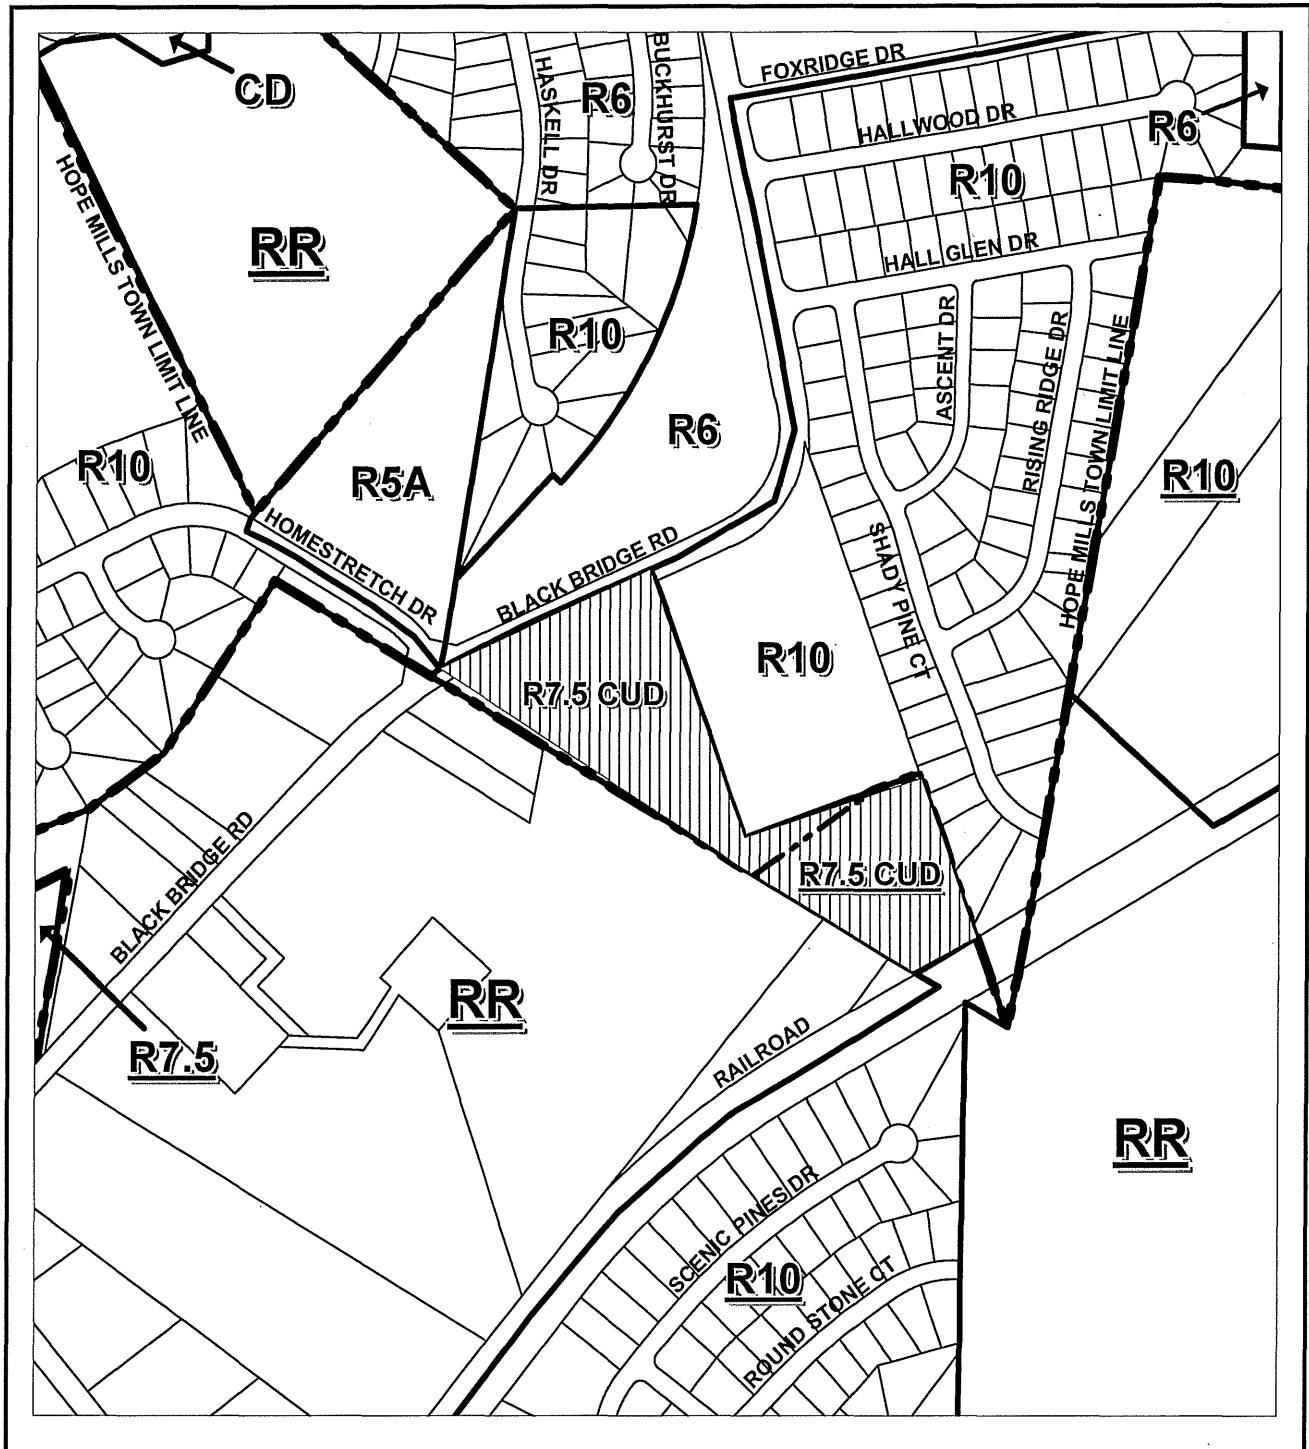 CD
HASKELL DR
R6
BUCKHURST DR
FOXRIDGE DR
HALLWOOD DR
R6
R10
HOPE MILLS TOWN LIMIT LINE
RR
HALL GLEN DR
R10
ASCENT DR
RISING RIDGE DR
HOPE MILLS TOWN LIMIT LINE
R6
R10
R5A
R10
HOMESTRETCH DR
BLACK BRIDGE RD
SHADY PINE CT
R10
R7.5 CUD
R7.5 CUD
BLACK BRIDGE RD
RR
R7.5
RAILROAD
RR
SCENIC PINES DR
R10
ROUND STONE CT